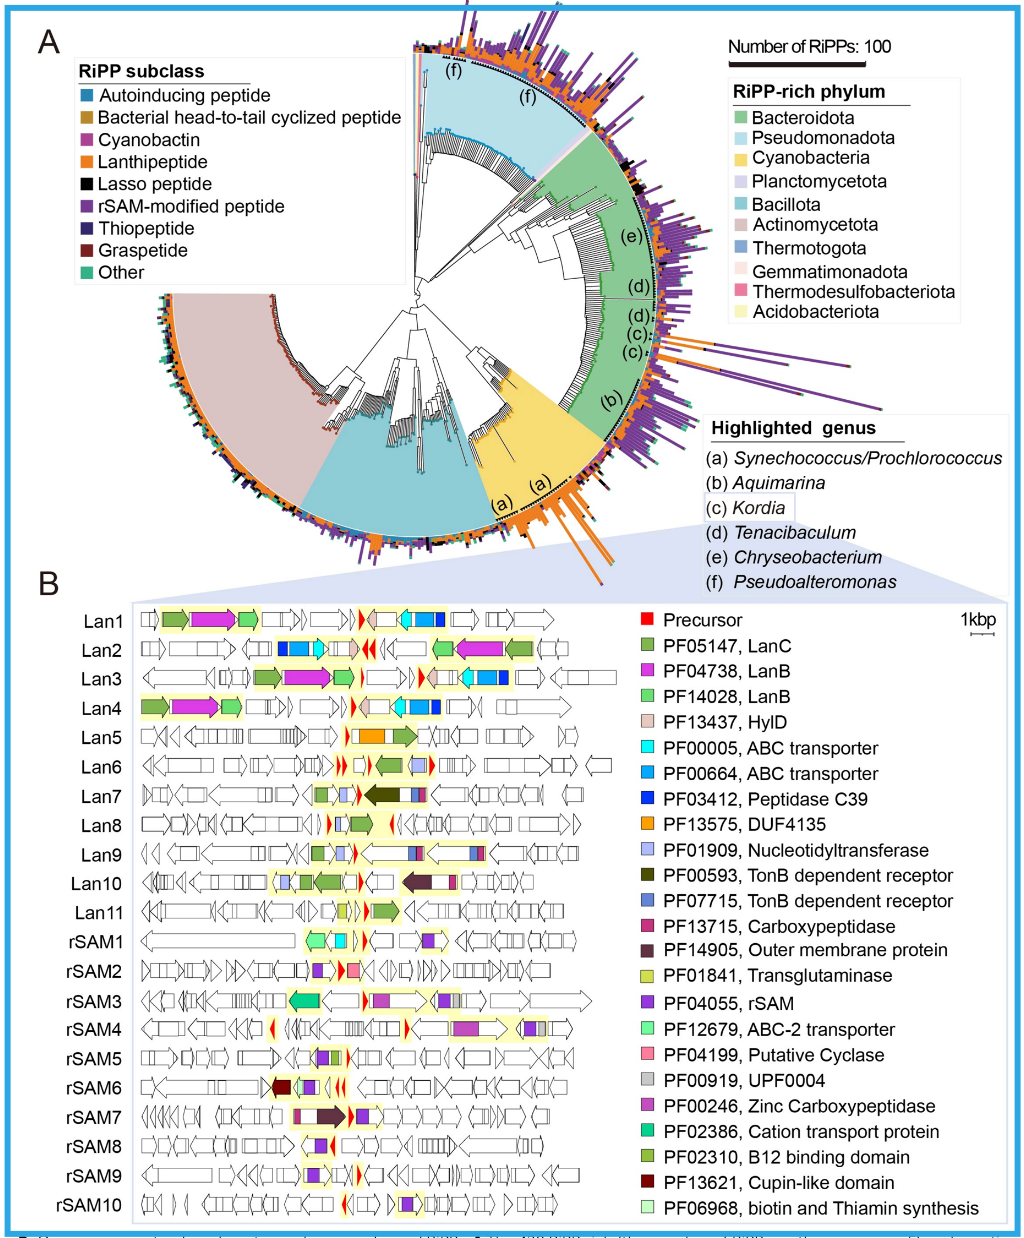 A
RiPP subclass
Autoinducing peptide
Bacterial head-to-tail cyclized peptide
Cyanobactin
Lanthipeptide
Lasso peptide
rSAM-modified peptide
Thiopeptide
Graspetide
Other
(f)
(f)
(e)
(d)
(d)
(c)
(c)
(b)
(a)
(a)
Number of RiPPs: 100
RiPP-rich phylum
Bacteroidota
Pseudomonadota
Cyanobacteria
Planctomycetota
Bacillota
Actinomycetota
Thermotogota
Gemmatimonadota
Thermodesulfobacteriota
Acidobacteriota
Highlighted genus
(a) Synechococcus/Prochlorococcus
(b) Aquimarina
(c) Kordia
(d) Tenacibaculum
(e) Chryseobacterium
(f) Pseudoalteromonas
B
Lan1
Lan2
Lan3
Lan4
Lan5
Lan6
Lan7
Lan8
Lan9
Lan10
Lan11
rSAM1
rSAM2
rSAM3
rSAM4
rSAM5
rSAM6
rSAM7
rSAM8
rSAM9
rSAM10
1kbp
Precursor
PF05147, LanC
PF04738, LanB
PF14028, LanB
PF13437, HylD
PF00005, ABC transporter
PF00664, ABC transporter
PF03412, Peptidase C39
PF13575, DUF4135
PF01909, Nucleotidyltransferase
PF00593, TonB dependent receptor
PF07715, TonB dependent receptor
PF13715, Carboxypeptidase
PF14905, Outer membrane protein
PF01841, Transglutaminase
PF04055, rSAM
PF12679, ABC-2 transporter
PF04199, Putative Cyclase
PF00919, UPF0004
PF00246, Zinc Carboxypeptidase
PF02386, Cation transport protein
PF02310, B12 binding domain
PF13621, Cupin-like domain
PF06968, biotin and Thiamin synthesis